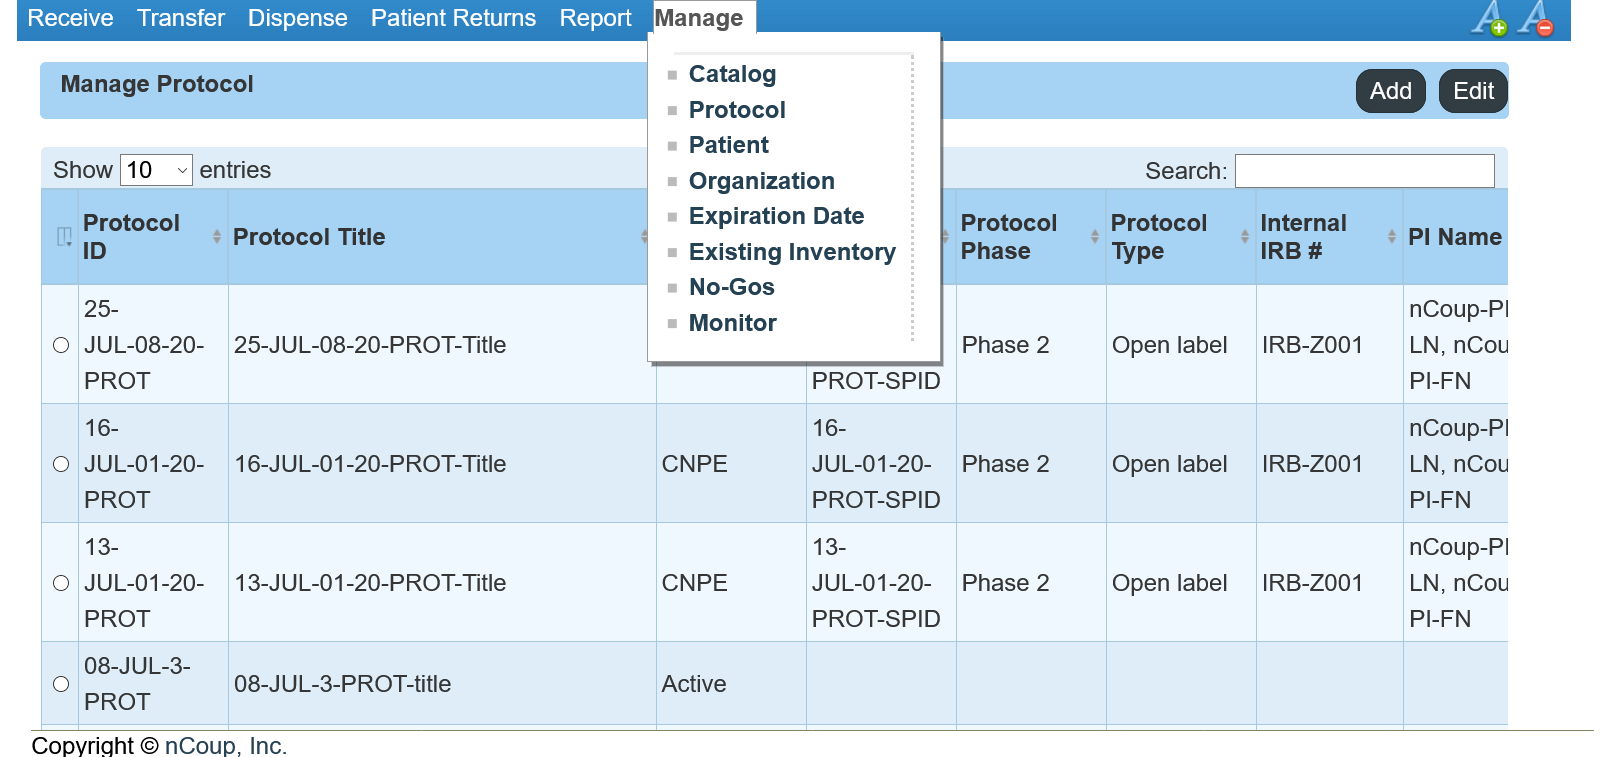 Receive Transfer Dispense Patient Returns Report Manage
Catalog
Protocol
Patient
Organization
Expiration Date
Existing Inventory
No-Gos
Monitor
Manage Protocol
Add Edit
Show 10 entries
Search:
Protocol ID Protocol Title Protocol Phase Protocol Type Internal IRB # PI Name
25-
JUL-08-20- 25-JUL-08-20-PROT-Title Phase 2 Open label IRB-Z001 nCoup-PI
PROT PROT-SPID LN, nCou
PI-FN
16- 16- nCoup-PI
JUL-01-20- 16-JUL-01-20-PROT-Title CNPE JUL-01-20- Phase 2 Open label IRB-Z001 LN, nCou
PROT PROT-SPID PI-FN
13- 13- nCoup-PI
JUL-01-20- 13-JUL-01-20-PROT-Title CNPE JUL-01-20- Phase 2 Open label IRB-Z001 LN, nCou
PROT PROT-SPID PI-FN
08-JUL-3- 08-JUL-3-PROT-title Active
PROT
Copyright © nCoup, Inc.